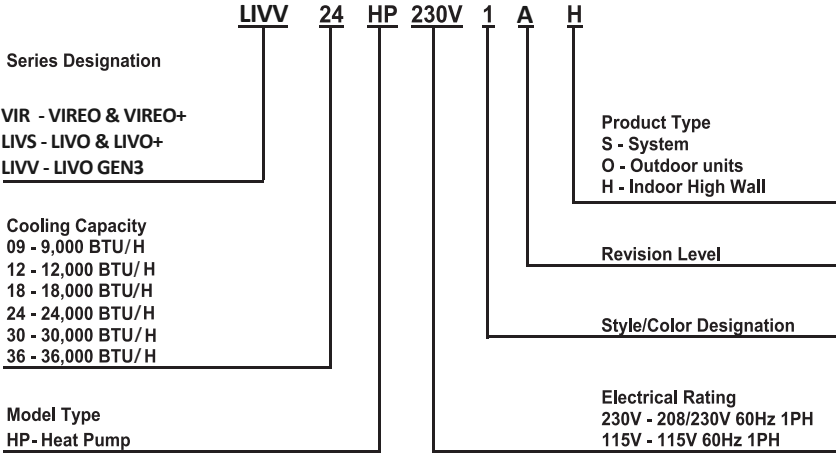 LIVV 24 HP 230V 1 A H
Series Designation
VIR - VIREO & VIREO+
LIVS - LIVO & LIVO+
LIVV - LIVO GEN3
Cooling Capacity
09 - 9,000 BTU/H
12 - 12,000 BTU/H
18 - 18,000 BTU/H
24 - 24,000 BTU/H
30 - 30,000 BTU/H
36 - 36,000 BTU/H
Model Type
HP- Heat Pump
Product Type
S - System
O - Outdoor units
H - Indoor High Wall
Revision Level
Style/Color Designation
Electrical Rating
230V - 208/230V 60Hz 1PH
115V - 115V 60Hz 1PH